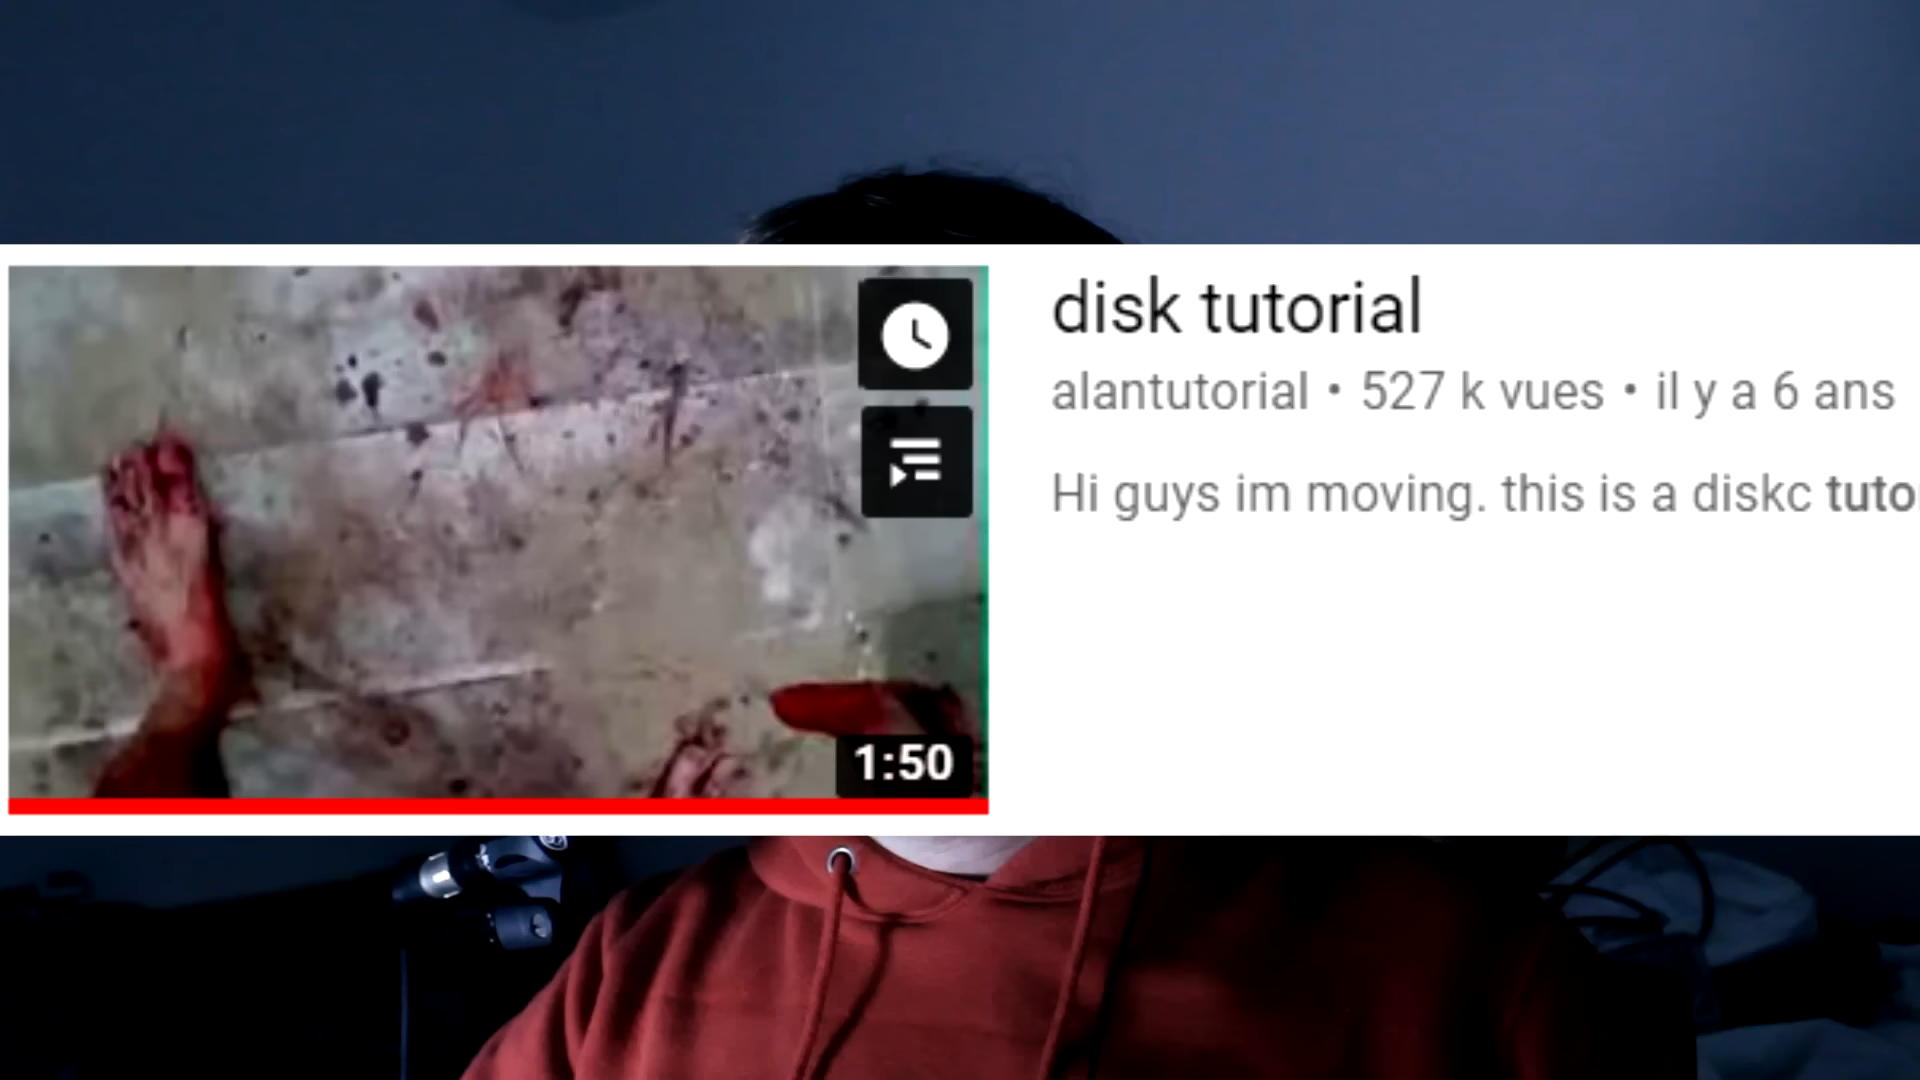 disk tutorial
alantutorial • 527 k vues • il y a 6 ans
Hi guys im moving. this is a diskc
1:50